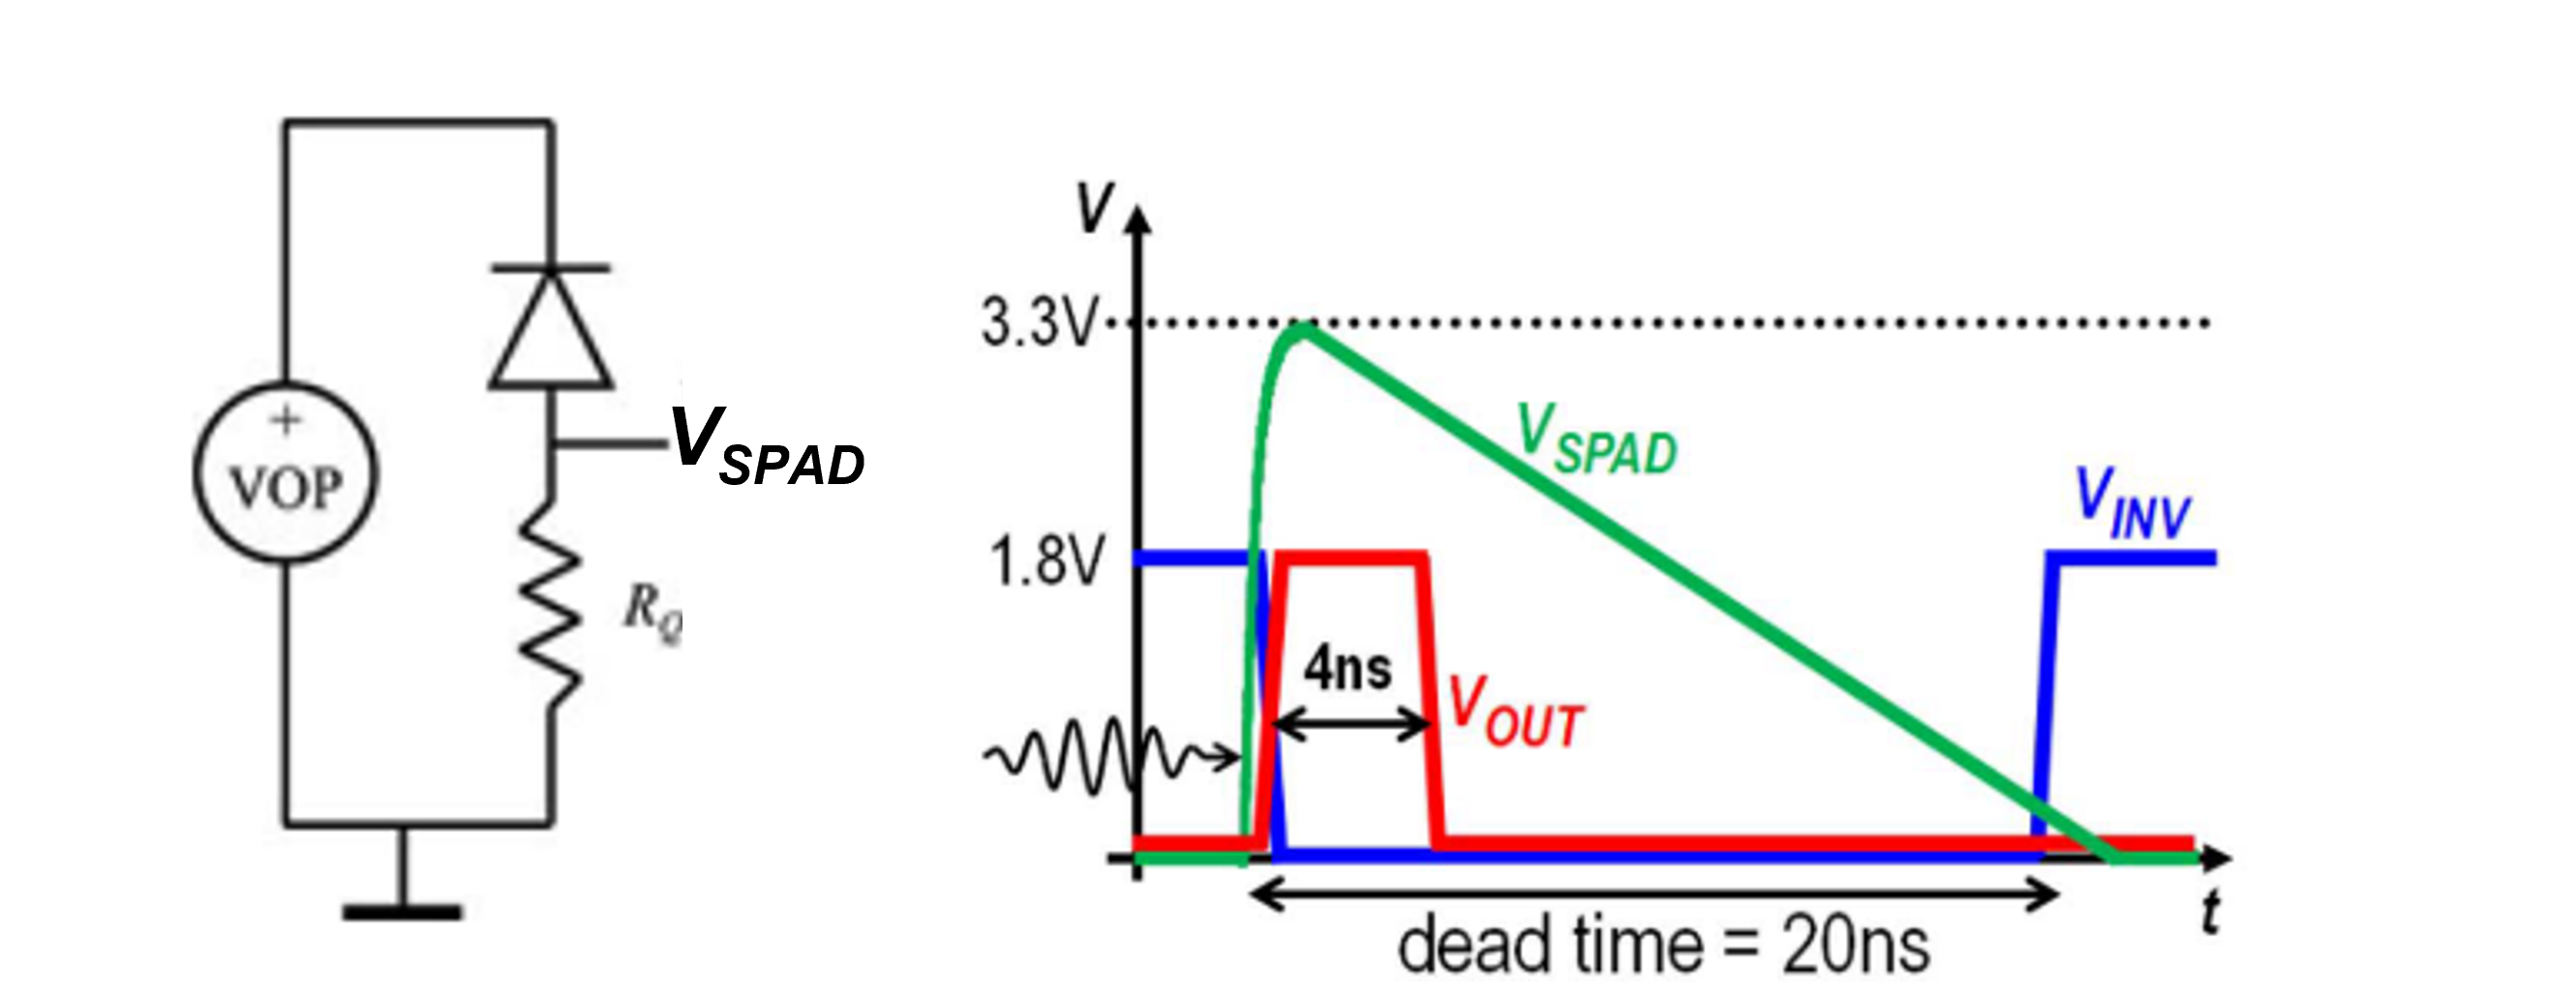 +
VOP
VSPAD
RQ
V
3.3V
VSPAD
1.8V
VINV
4ns
VOUT
t
dead time = 20ns